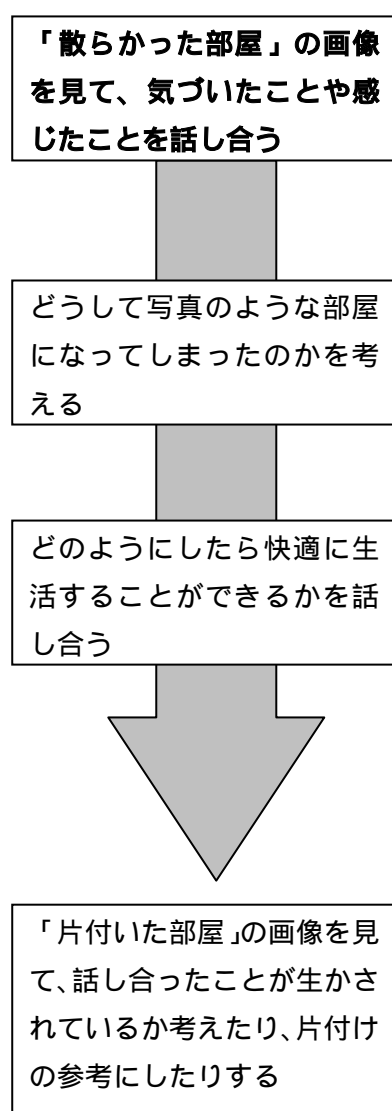 「散らかった部屋」の画像
を見て、気づいたことや感
じたことを話し合う
どうして写真のような部屋
になってしまったのかを考
える
どのようにしたら快適に生
活することができるかを話
し合う
「片付いた部屋」の画像を見
て、話し合ったことが生かさ
れているか考えたり、片付け
の参考にしたりする